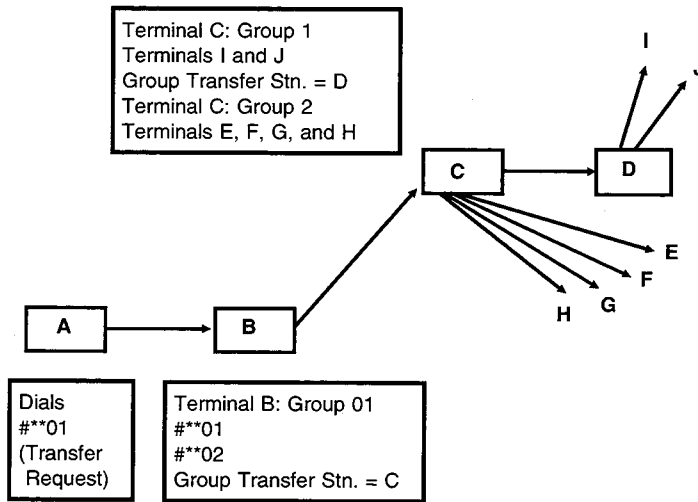 Terminal C: Group 1
Terminals I and J
Group Transfer Stn. = D
Terminal C: Group 2
Terminals E, F, G, and H
I
J
C
D
E
F
G
H
A
B
Dials
#**01
(Transfer
Request)
Terminal B: Group 01
#**01
#**02
Group Transfer Stn. = C